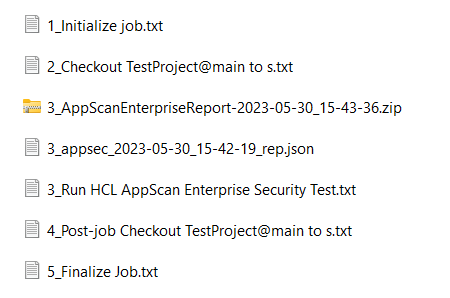 1_Initialize job.txt
2_Checkout TestProject@main to s.txt
3_AppScanEnterpriseReport-2023-05-30_15-43-36.zip
3_appsec_2023-05-30_15-42-19_rep.json
3_Run HCL AppScan Enterprise Security Test.txt
4_Post-job Checkout TestProject@main to s.txt
5_Finalize Job.txt